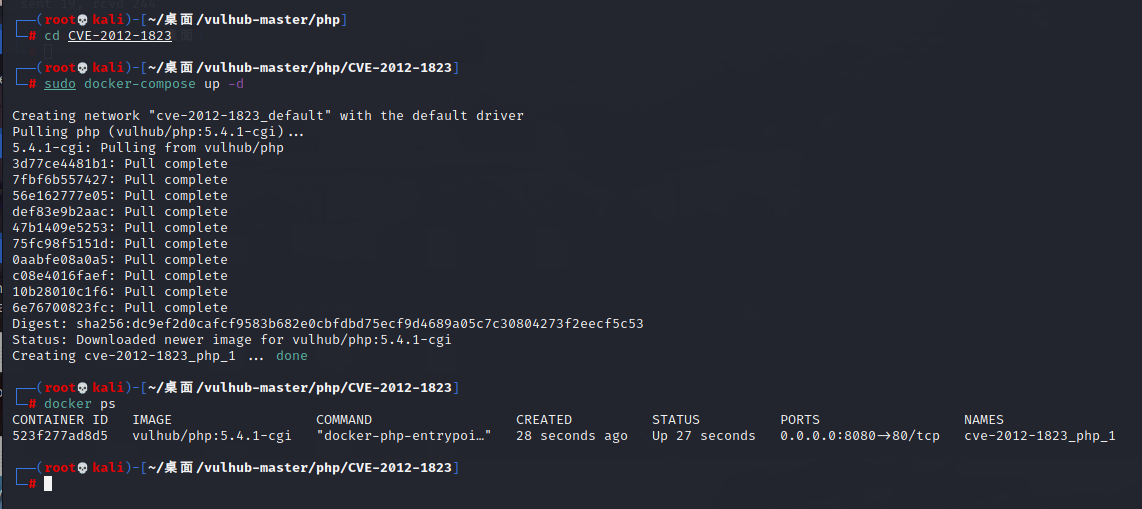 sent 19, rcvd 244
┌──(root💀kali)-[~/桌面/vulhub-master/php]
└─# cd CVE-2012-1823
┌──(root💀kali)-[~/桌面/vulhub-master/php/CVE-2012-1823]
└─# sudo docker-compose up -d
Creating network "cve-2012-1823_default" with the default driver
Pulling php (vulhub/php:5.4.1-cgi)...
5.4.1-cgi: Pulling from vulhub/php
3d77ce4481b1: Pull complete
7fbf6b557427: Pull complete
56e162777e05: Pull complete
def83e9b2aac: Pull complete
47b1409e5253: Pull complete
75fc98f5151d: Pull complete
0aabfe08a0a5: Pull complete
c08e4016faef: Pull complete
10b28010c1f6: Pull complete
6e76700823fc: Pull complete
Digest: sha256:dc9ef2d0cafcf9583b682e0cbfdbd75ecf9d4689a05c7c30804273f2eecf5c53
Status: Downloaded newer image for vulhub/php:5.4.1-cgi
Creating cve-2012-1823_php_1 ... done
┌──(root💀kali)-[~/桌面/vulhub-master/php/CVE-2012-1823]
└─# docker ps
CONTAINER ID   IMAGE   COMMAND   CREATED   STATUS   PORTS   NAMES
523f277ad8d5   vulhub/php:5.4.1-cgi   "docker-php-entrypoi…"   28 seconds ago   Up 27 seconds   0.0.0.0:8080→80/tcp   cve-2012-1823_php_1
┌──(root💀kali)-[~/桌面/vulhub-master/php/CVE-2012-1823]
└─#